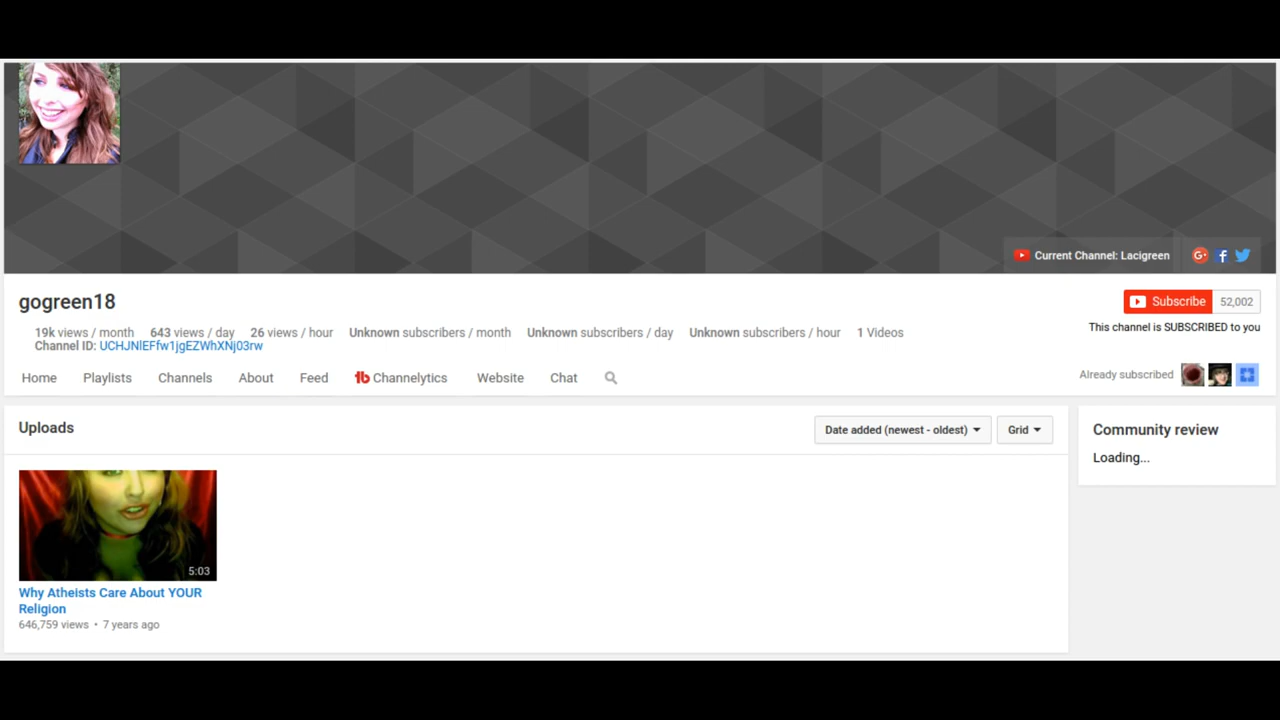 Current Channel: Lacigreen
gogreen18
Subscribe 52,002
19k views / month 643 views / day 26 views / hour Unknown subscribers / month Unknown subscribers / day Unknown subscribers / hour 1 Videos
This channel is SUBSCRIBED to you
Channel ID: UCHJNlEFfw1jgEZWhXNj03rw
Home Playlists Channels About Feed Channelytics Website Chat
Already subscribed
Uploads
Date added (newest - oldest) Grid
Community review
Loading...
5:03
Why Atheists Care About YOUR
Religion
646,759 views • 7 years ago